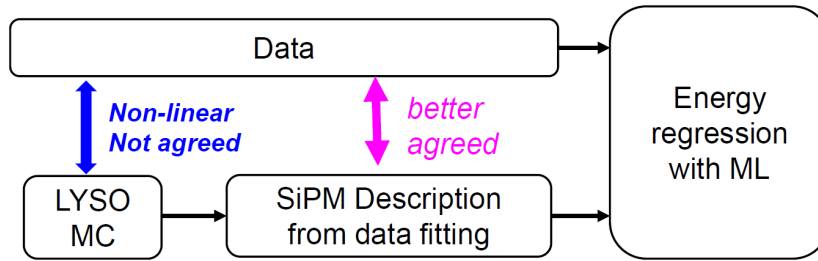 Data
Non-linear
Not agreed
better
agreed
Energy
regression
with ML
LYSO
MC
SiPM Description
from data fitting